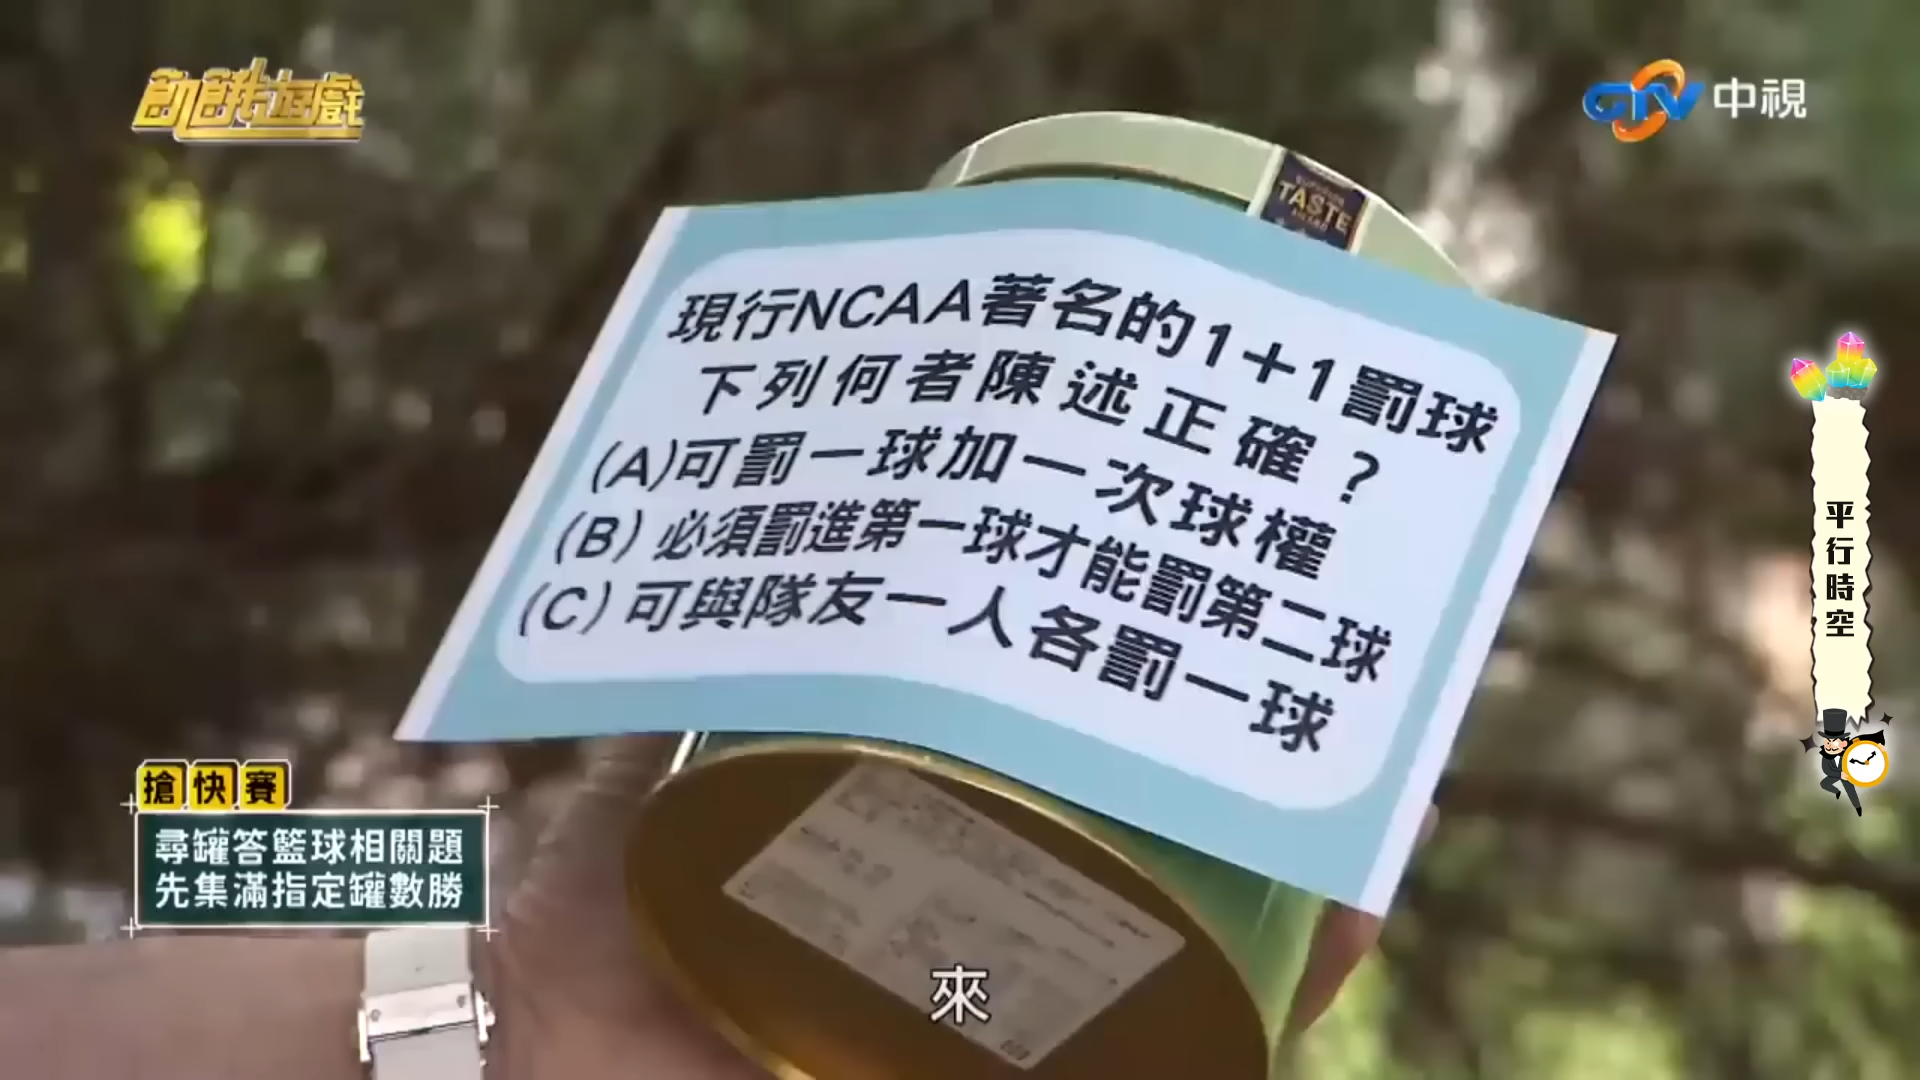 飢餓遊戲
CTV中視
TASTE
現行NCAA著名的1+1罰球
下列何者陳述正確？
(A)可罰一球加一次球權
(B)必須罰進第一球才能罰第二球
(C)可與隊友一人各罰一球
平行時空
搶快賽
尋罐答籃球相關題
先集滿指定罐數勝
來